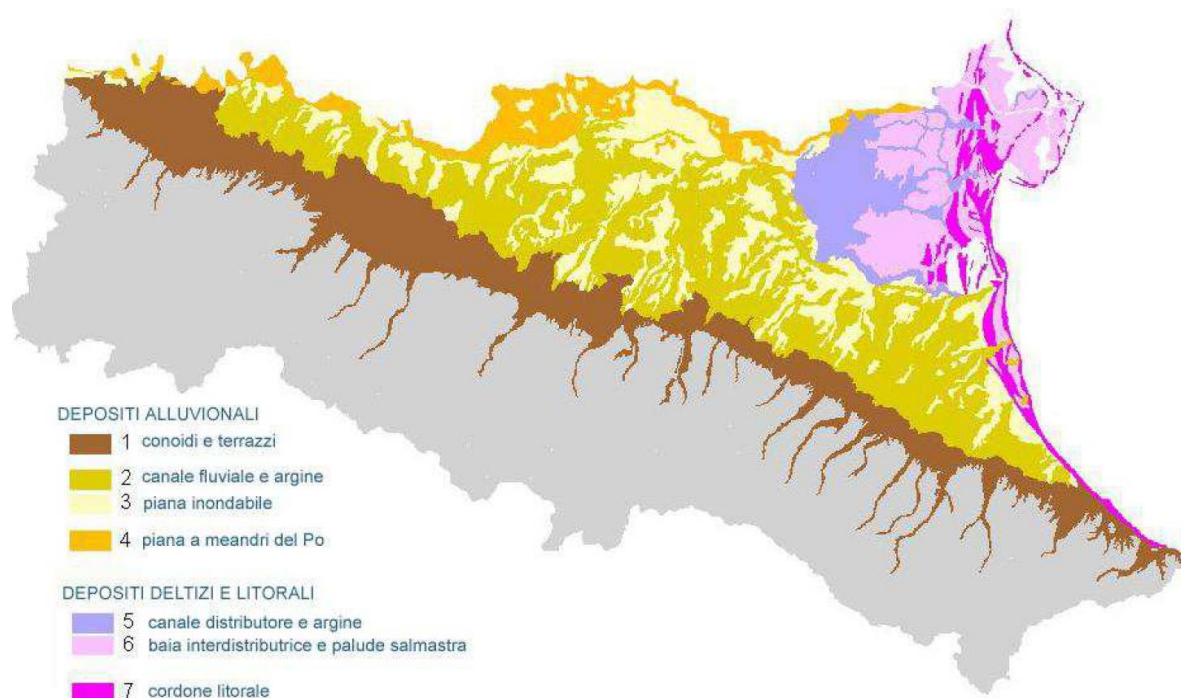 DEPOSITI ALLUVIONALI
1 conoidi e terrazzi
2 canale fluviale e argine
3 piana inondabile
4 piana a meandri del Po
DEPOSITI DELTIZI E LITORALI
5 canale distributore e argine
6 baia interdistributrice e palude salmastra
7 cordone litorale